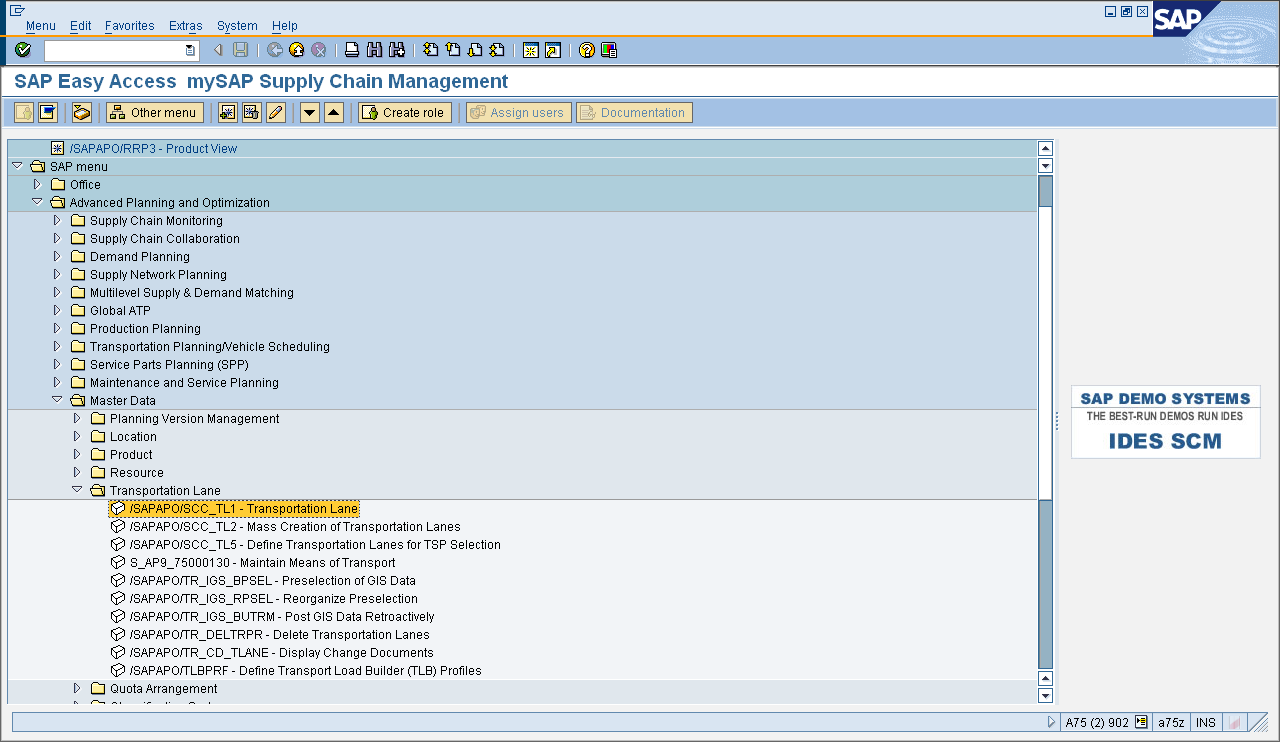 Menu Edit Favorites Extras System Help
SAP
SAP Easy Access mySAP Supply Chain Management
Other menu Create role Assign users Documentation
/SAPAPO/RRP3 - Product View
SAP menu
Office
Advanced Planning and Optimization
Supply Chain Monitoring
Supply Chain Collaboration
Demand Planning
Supply Network Planning
Multilevel Supply & Demand Matching
Global ATP
Production Planning
Transportation Planning/Vehicle Scheduling
Service Parts Planning (SPP)
Maintenance and Service Planning
Master Data
Planning Version Management
Location
Product
Resource
Transportation Lane
/SAPAPO/SCC_TL1 - Transportation Lane
/SAPAPO/SCC_TL2 - Mass Creation of Transportation Lanes
/SAPAPO/SCC_TL5 - Define Transportation Lanes for TSP Selection
S_AP9_75000130 - Maintain Means of Transport
/SAPAPO/TR_IGS_BPSEL - Preselection of GIS Data
/SAPAPO/TR_IGS_RPSEL - Reorganize Preselection
/SAPAPO/TR_IGS_BUTRM - Post GIS Data Retroactively
/SAPAPO/TR_DELTRPR - Delete Transportation Lanes
/SAPAPO/TR_CD_TLANE - Display Change Documents
/SAPAPO/TLBPRF - Define Transport Load Builder (TLB) Profiles
Quota Arrangement
SAP DEMO SYSTEMS
THE BEST-RUN DEMOS RUN IDES
IDES SCM
A75 (2) 902 a75z INS